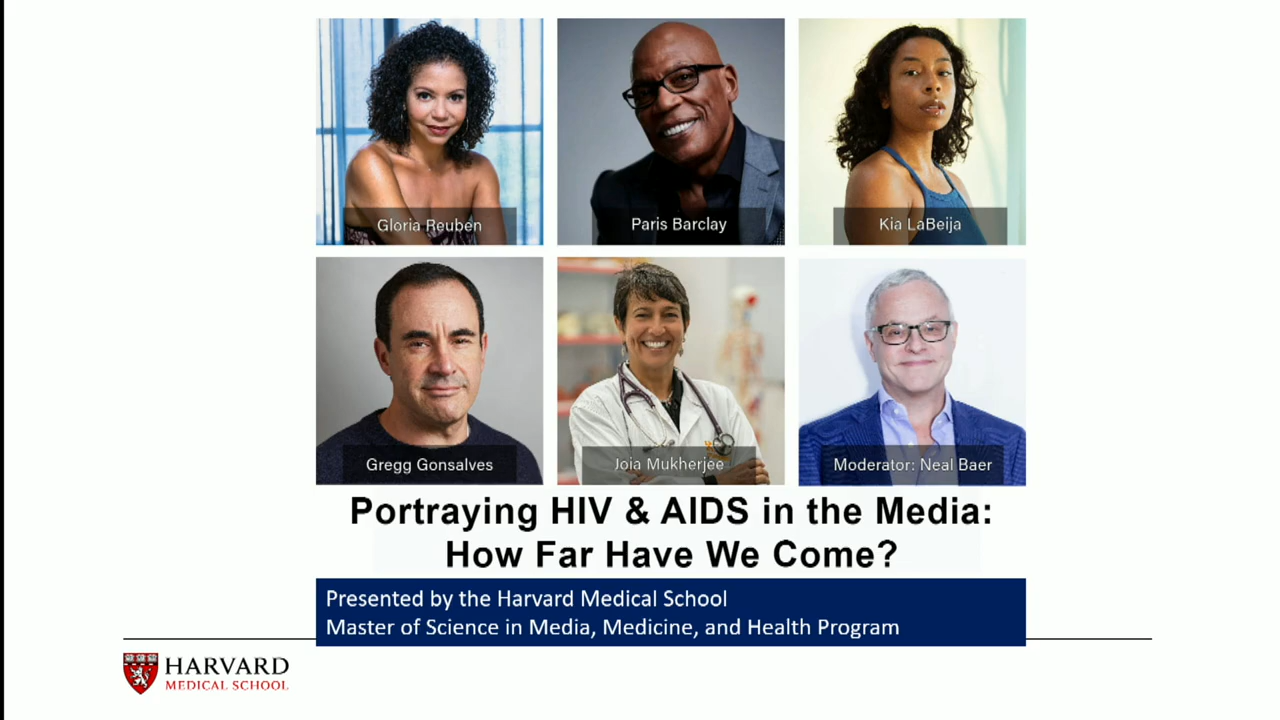 Gloria Reuben
Paris Barclay
Kia LaBeija
Gregg Gonsalves
Joia Mukherjee
Moderator: Neal Baer
Portraying HIV & AIDS in the Media:
How Far Have We Come?
Presented by the Harvard Medical School
Master of Science in Media, Medicine, and Health Program
HARVARD
MEDICAL SCHOOL